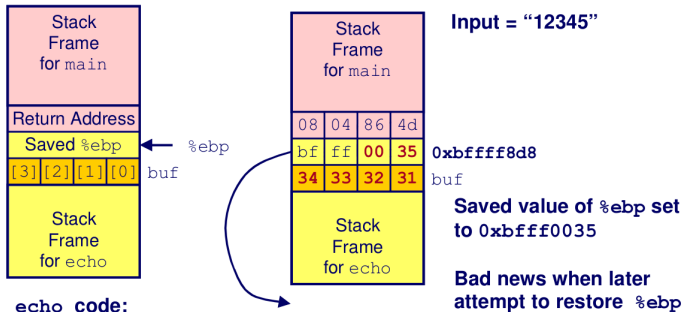 Stack
Frame
for main
Return Address
Saved %ebp
%ebp
[3] [2] [1] [0] buf
Stack
Frame
for echo
echo code:
Stack
Frame
for main
08 04 86 4d
bf ff 00 35 0xbffff8d8
34 33 32 31 buf
Stack
Frame
for echo
Input = “12345”
Saved value of %ebp set
to 0xbfff0035
Bad news when later
attempt to restore %ebp